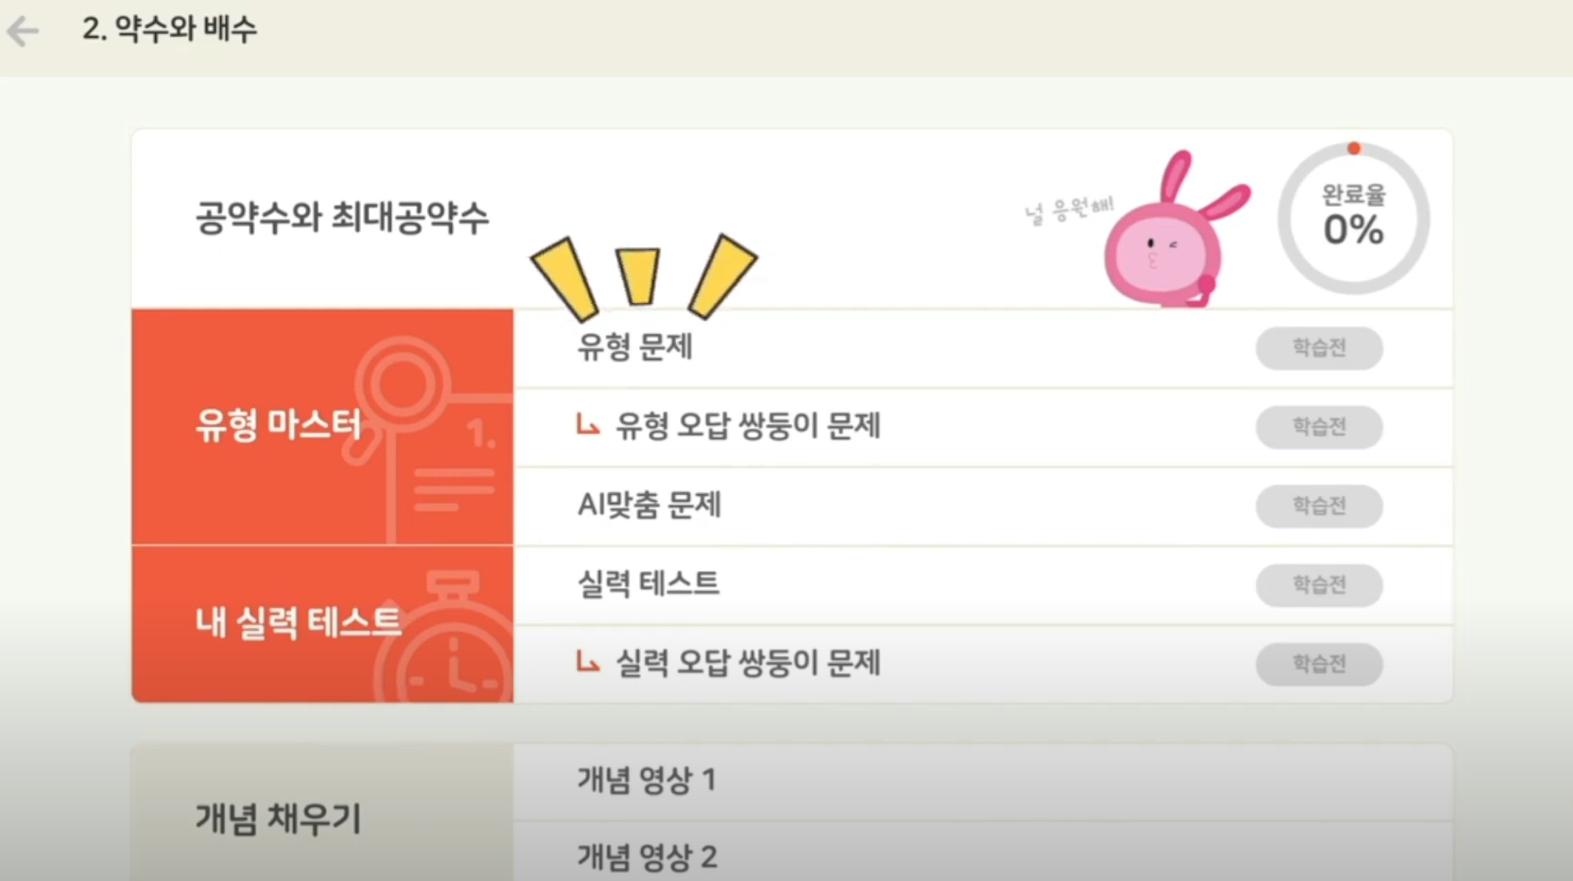 2. 약수와 배수
공약수와 최대공약수
널 응원해!
완료율
0%
유형 마스터
1.
유형 문제
학습전
유형 오답 쌍둥이 문제
학습전
AI맞춤 문제
학습전
내 실력 테스트
실력 테스트
학습전
실력 오답 쌍둥이 문제
학습전
개념 채우기
개념 영상 1
개념 영상 2